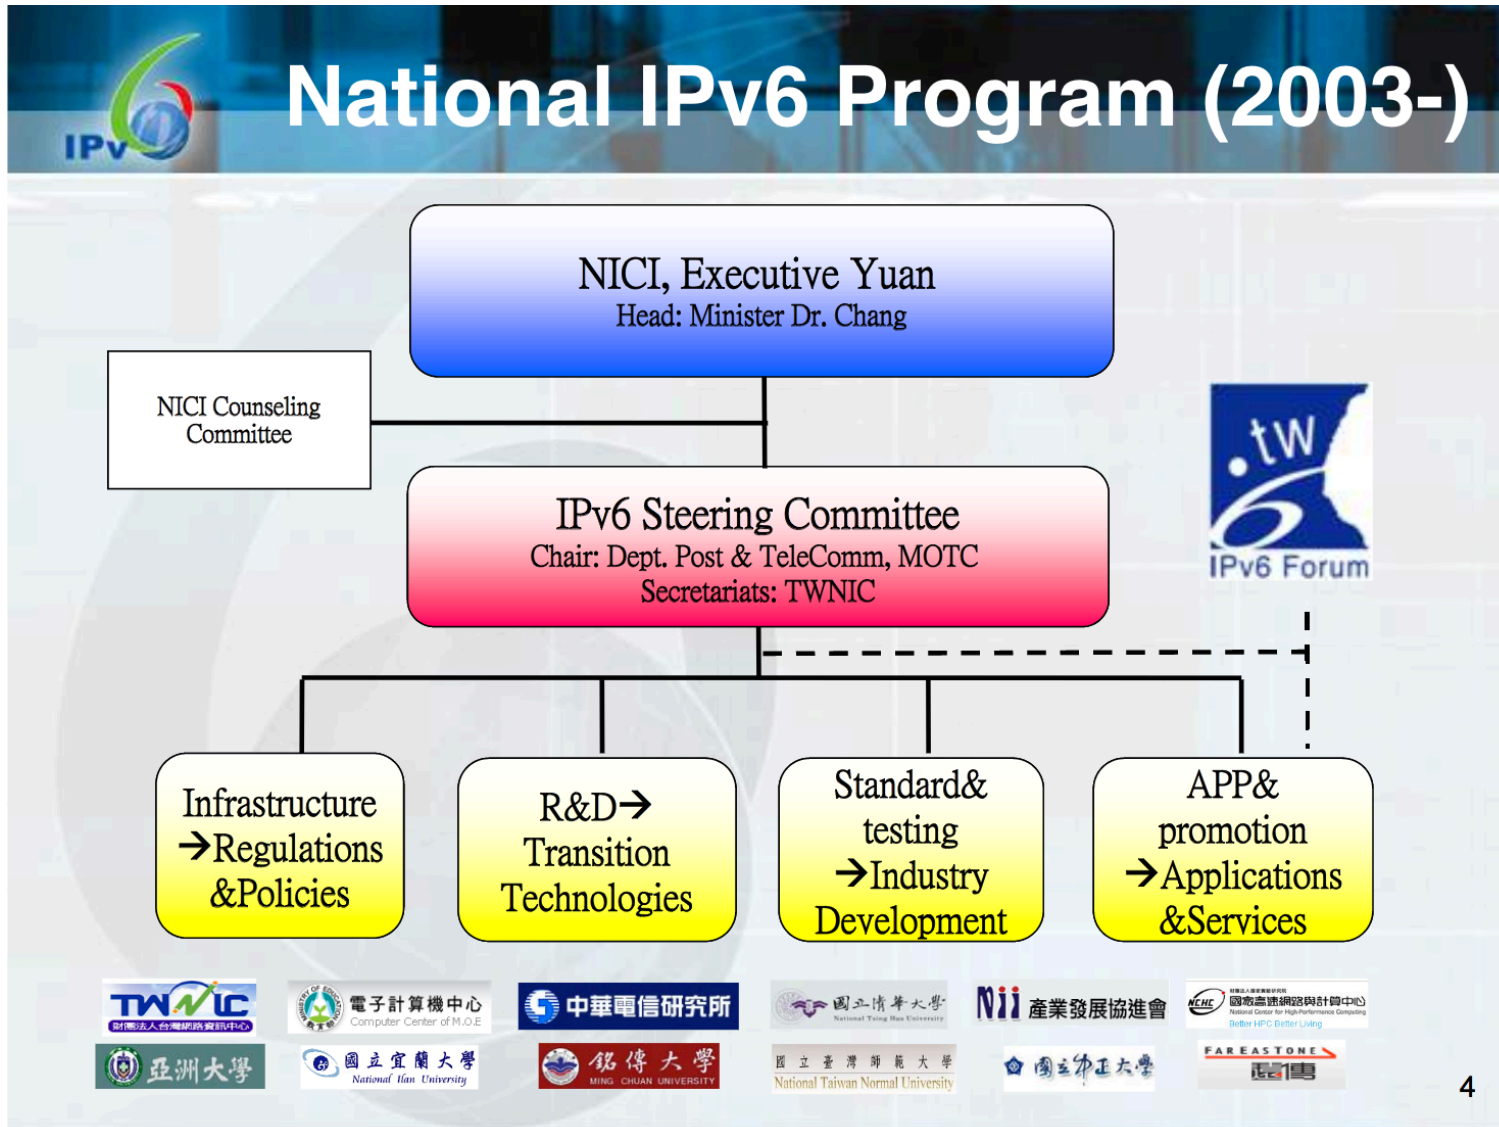 IPv6
National IPv6 Program (2003-)
NICI, Executive Yuan
Head: Minister Dr. Chang
NICI Counseling
Committee
.tw
6
IPv6 Forum
IPv6 Steering Committee
Chair: Dept. Post & TeleComm, MOTC
Secretariats: TWNIC
Infrastructure
→Regulations
&Policies
R&D→
Transition
Technologies
Standard&
testing
→Industry
Development
APP&
promotion
→Applications
&Services
TWNIC
財團法人台灣網路資訊中心
電子計算機中心
Computer Center of M.O.E
中華電信研究所
國立清華大學
National Tsing Hua University
NII 產業發展協進會
NCHC
國家高速網路與計算中心
National Center for High-Performance Computing
Better HPC Better Living
亞洲大學
國立宜蘭大學
National Ilan University
銘傳大學
MING CHUAN UNIVERSITY
國立臺灣師範大學
National Taiwan Normal University
國立中正大學
FAREASTONE
遠傳
4